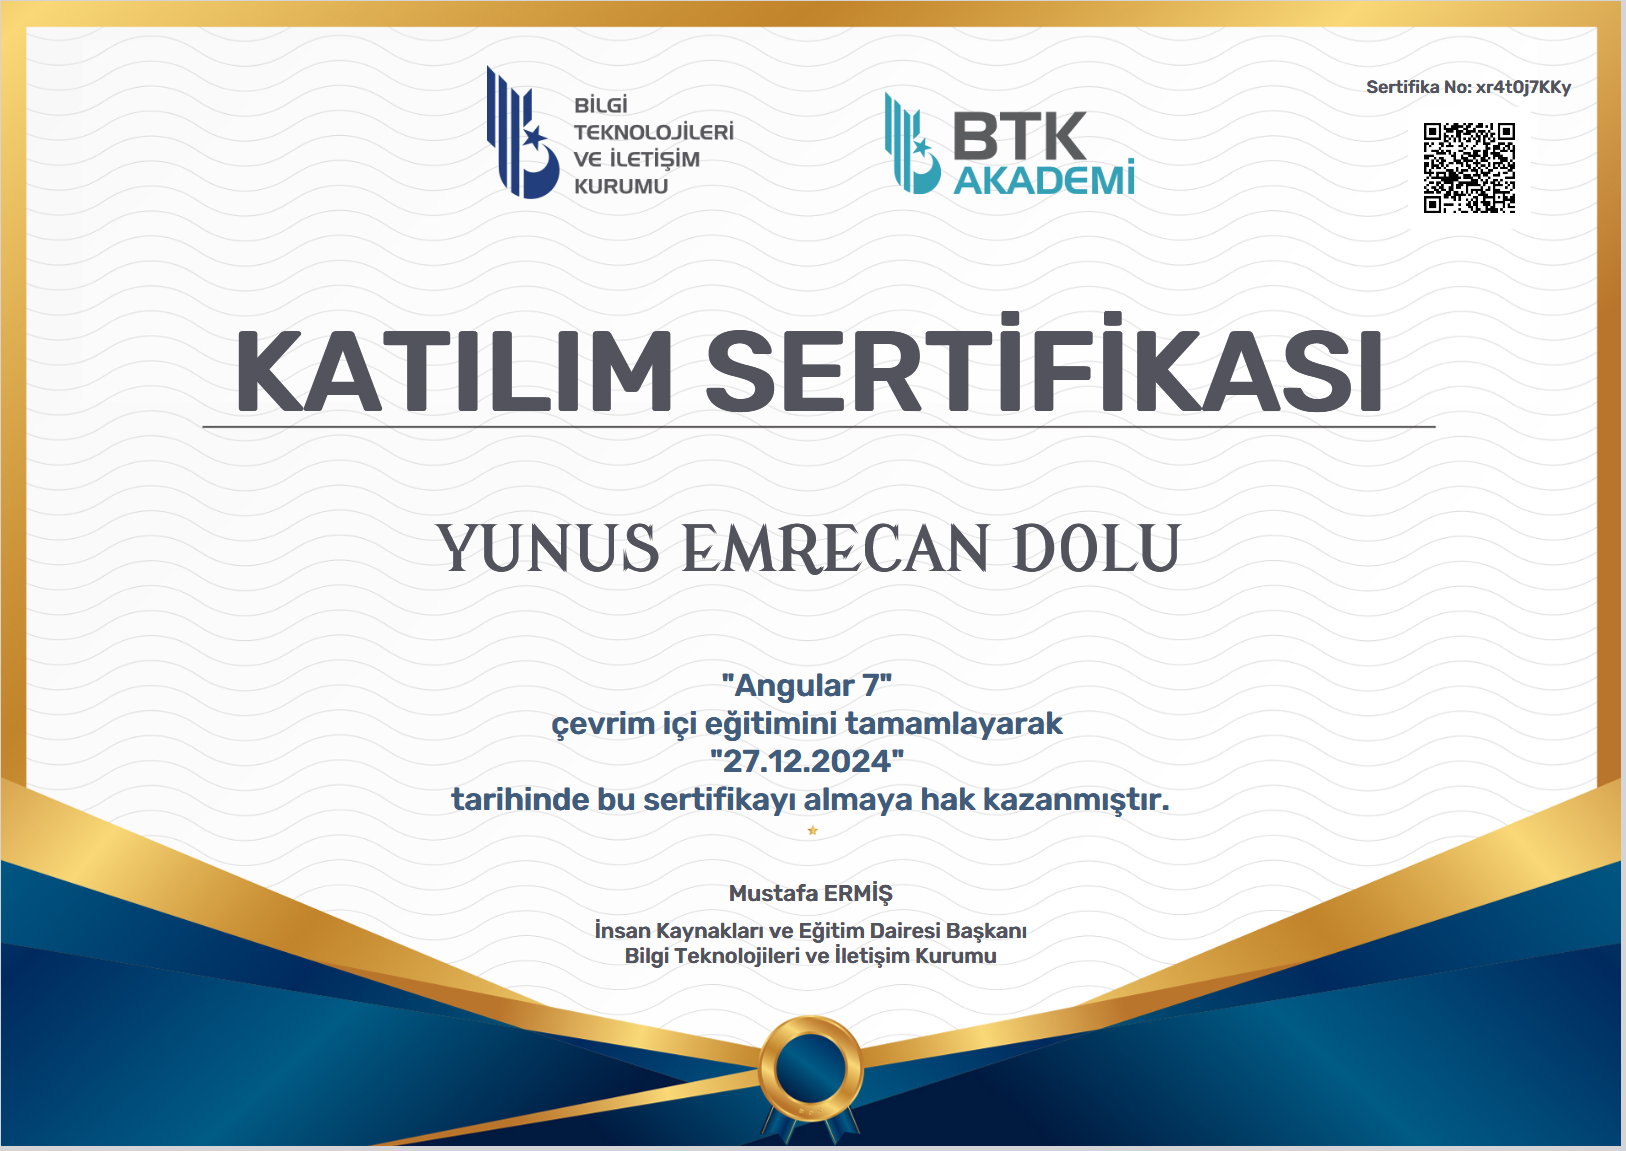 BİLGİ
TEKNOLOJİLERİ
VE İLETİŞİM
KURUMU
BTK
AKADEMİ
Sertifika No: xr4t0j7KKy
KATILIM SERTİFİKASI
YUNUS EMRECAN DOLU
"Angular 7"
çevrim içi eğitimini tamamlayarak
"27.12.2024"
tarihinde bu sertifikayı almaya hak kazanmıştır.
Mustafa ERMİŞ
İnsan Kaynakları ve Eğitim Dairesi Başkanı
Bilgi Teknolojileri ve İletişim Kurumu